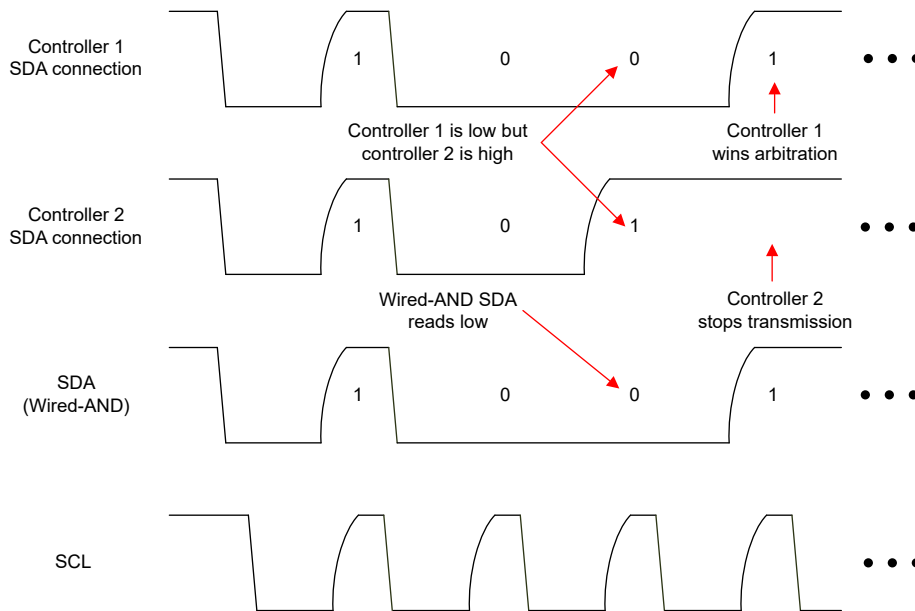 Controller 1
SDA connection
1 0 0 1
Controller 1 is low but
controller 2 is high
Controller 1
wins arbitration
Controller 2
SDA connection
1 0 1
Wired-AND SDA
reads low
Controller 2
stops transmission
SDA
(Wired-AND)
1 0 0 1
SCL